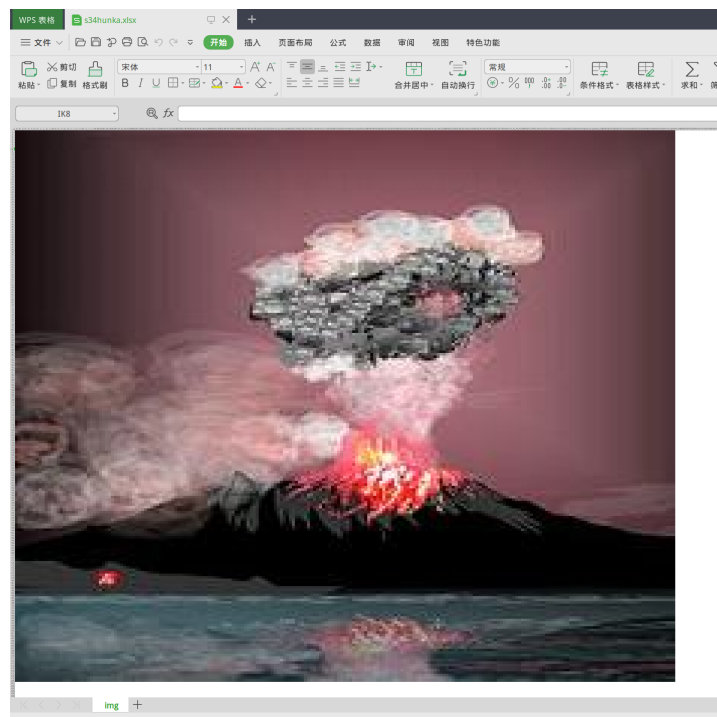 WPS 表格 S s34hunka.xlsx
文件 开始 插入 页面布局 公式 数据 审阅 视图 特色功能
粘贴 剪切 复制 格式刷 宋体 11 A⁺ A⁻ B I U A 合并居中 自动换行 常规 % 000 条件格式 表格样式 求和
IK8 fx
img